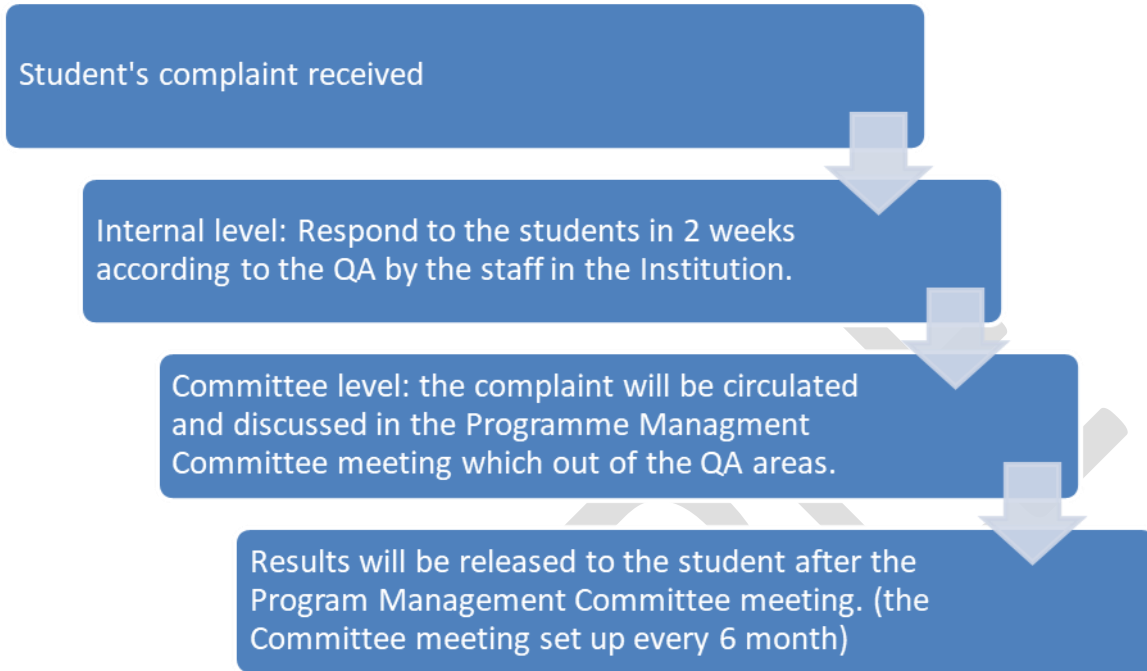 Student's complaint received
Internal level: Respond to the students in 2 weeks
according to the QA by the staff in the Institution.
Committee level: the complaint will be circulated
and discussed in the Programme Managment
Committee meeting which out of the QA areas.
Results will be released to the student after the
Program Management Committee meeting. (the
Committee meeting set up every 6 month)